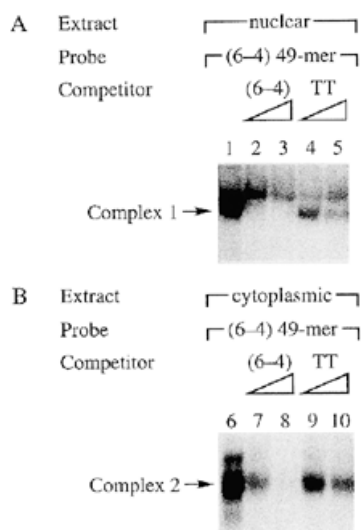 A Extract nuclear
Probe (6–4) 49-mer
Competitor (6–4) TT
1 2 3 4 5
Complex 1
B Extract cytoplasmic
Probe (6–4) 49-mer
Competitor (6–4) TT
6 7 8 9 10
Complex 2